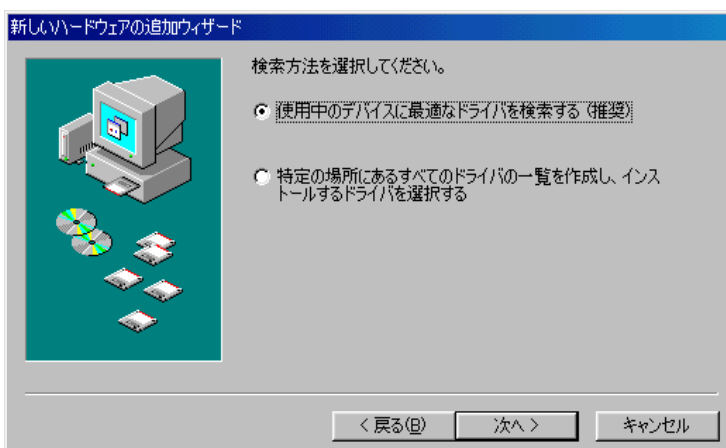 新しいハードウェアの追加ウィザード
検索方法を選択してください。
使用中のデバイスに最適なドライバを検索する (推奨)
特定の場所にあるすべてのドライバの一覧を作成し、インス
トールするドライバを選択する
< 戻る(B)
次へ >
キャンセル